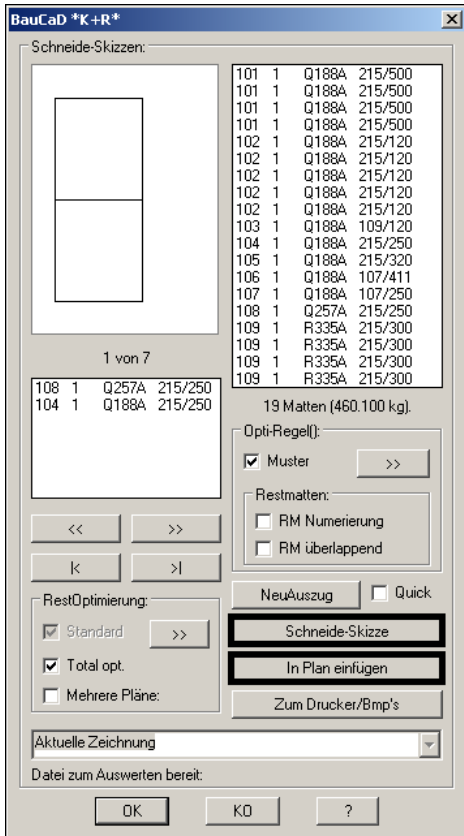 BauCaD *K+R*
Schneide-Skizzen:
101 1 Q188A 215/500
101 1 Q188A 215/500
101 1 Q188A 215/500
101 1 Q188A 215/500
102 1 Q188A 215/120
102 1 Q188A 215/120
102 1 Q188A 215/120
102 1 Q188A 215/120
102 1 Q188A 215/120
102 1 Q188A 215/120
103 1 Q188A 109/120
104 1 Q188A 215/250
105 1 Q188A 215/320
106 1 Q188A 107/411
107 1 Q188A 107/250
108 1 Q257A 215/250
109 1 R335A 215/300
109 1 R335A 215/300
109 1 R335A 215/300
109 1 R335A 215/300
1 von 7
108 1 Q257A 215/250
104 1 Q188A 215/250
19 Matten (460.100 kg).
Opti-Regel():
Muster
>>
Restmatten:
RM Numerierung
RM überlappend
<< >>
|< >|
RestOptimierung:
Standard >>
Total opt.
Mehrere Pläne:
NeuAuszug Quick
Schneide-Skizze
In Plan einfügen
Zum Drucker/Bmp's
Aktuelle Zeichnung
Datei zum Auswerten bereit:
OK KO ?